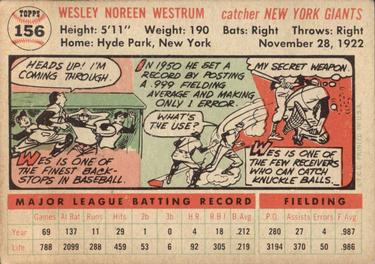 TOPPS
156
WESLEY NOREEN WESTRUM catcher NEW YORK GIANTS
Height: 5'11" Weight: 190 Bats: Right Throws: Right
Home: Hyde Park, New York November 28, 1922
HEADS UP! I'M
COMING THROUGH.
WES IS ONE OF
THE FINEST BACK-
STOPS IN BASEBALL.
IN 1950 HE SET A
RECORD BY POSTING
A .999 FIELDING
AVERAGE AND MAKING
ONLY 1 ERROR.
WHAT'S THE
USE?
MY SECRET WEAPON.
WES IS ONE OF
THE FEW RECEIVERS
WHO CAN CATCH
KNUCKLE BALLS.
MAJOR LEAGUE BATTING RECORD FIELDING
Games At Bat Runs Hits 2b 3b H.R. R.B.I. B.Avg. P.O. Assists Errors F.Avg.
Year 69 137 11 29 1 0 4 18 .212 280 27 4 .987
Life 788 2099 288 459 53 6 92 305 .219 3194 370 50 .986